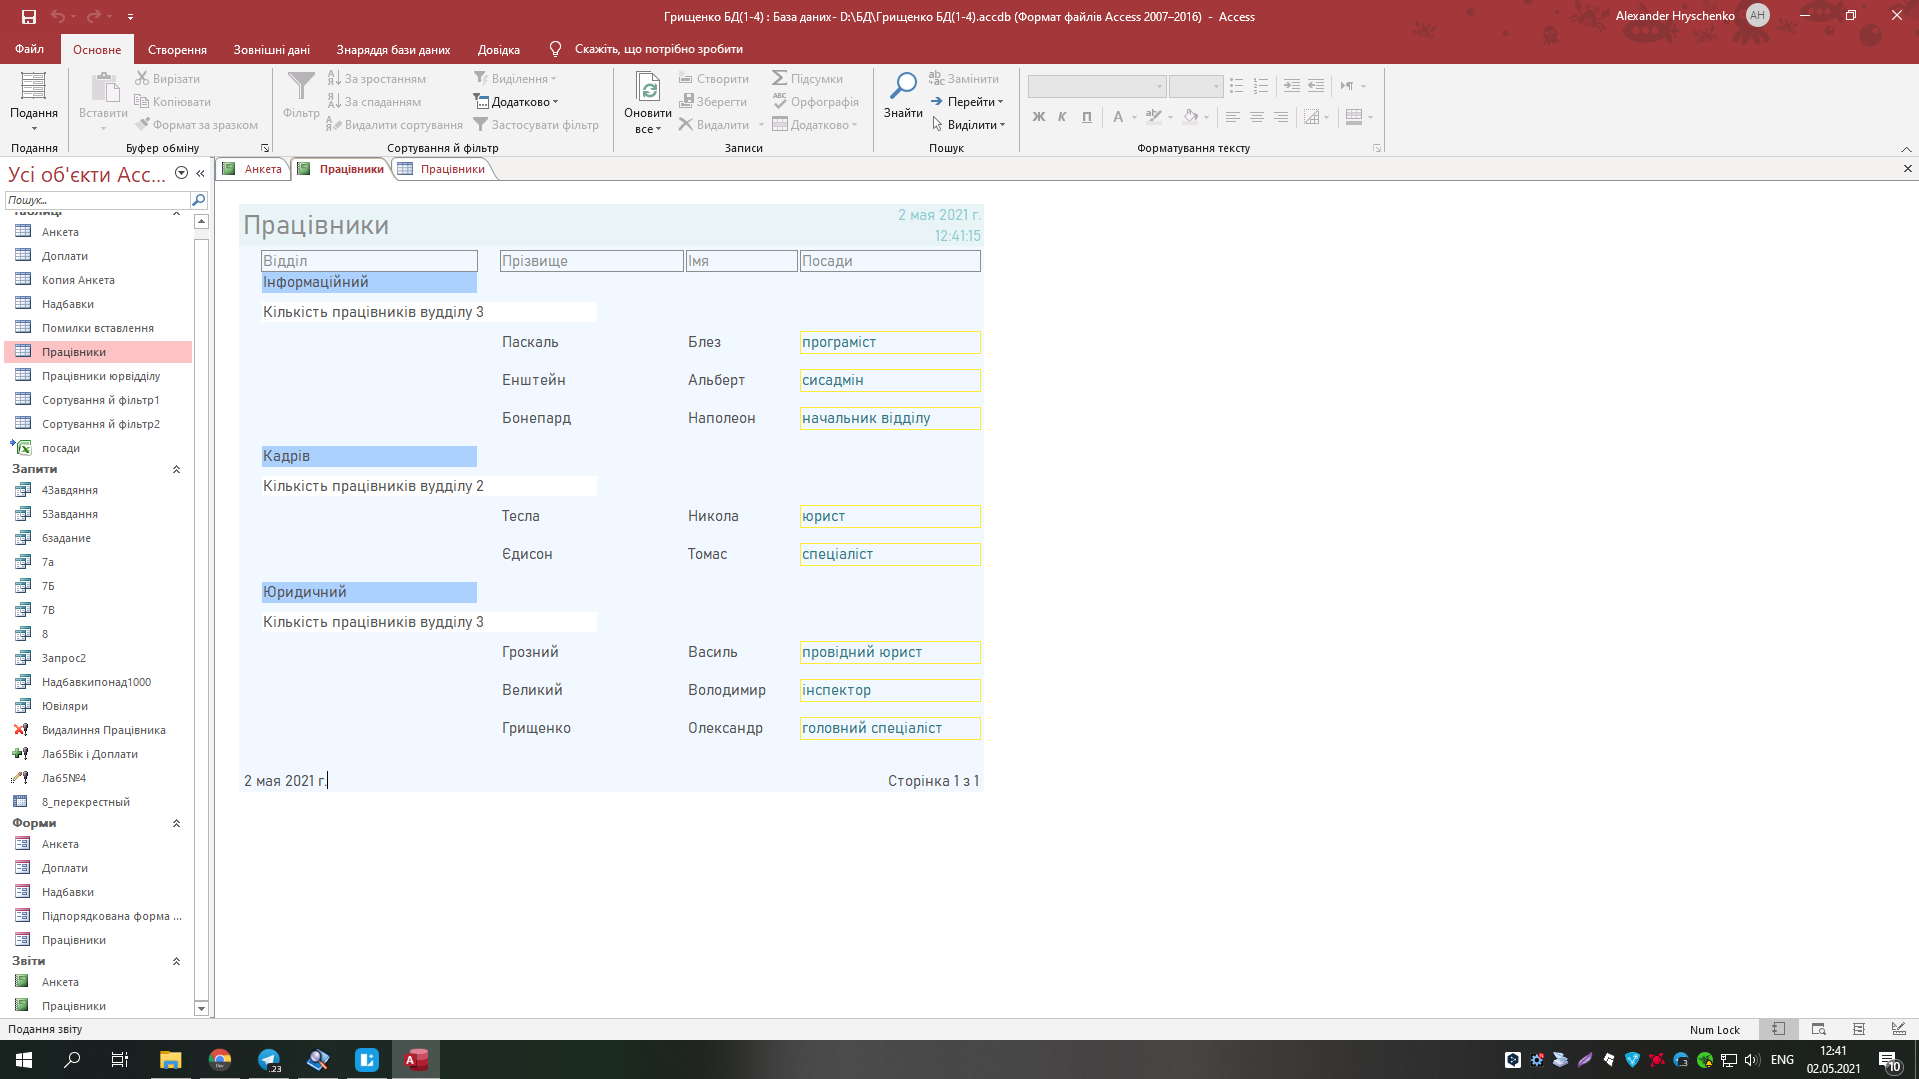 Грищенко БД(1-4) : База даних- D:\БД\Грищенко БД(1-4).accdb (Формат файлів Access 2007–2016) - Access
Alexander Hryschenko
AH
Файл
Основне
Створення
Зовнішні дані
Знаряддя бази даних
Довідка
Скажіть, що потрібно зробити
Подання
Вставити
Вирізати
Копіювати
Формат за зразком
Фільтр
За зростанням
За спаданням
Видалити сортування
Виділення
Додатково
Застосувати фільтр
Оновити
все
Створити
Зберегти
Видалити
Підсумки
Орфографія
Додатково
Знайти
Замінити
Перейти
Виділити
Ж К П
Подання
Буфер обміну
Сортування й фільтр
Записи
Пошук
Форматування тексту
Усі об'єкти Acc...
Пошук...
Таблиці
Анкета
Доплати
Копия Анкета
Надбавки
Помилки вставлення
Працівники
Працівники юрвідділу
Сортування й фільтр1
Сортування й фільтр2
посади
Запити
4Завдяння
5Завдання
6задание
7а
7Б
7В
8
Запрос2
Надбавкипонад1000
Ювіляри
Видалиння Працівника
Ла65Вік і Доплати
Ла65№4
8_перекрестный
Форми
Анкета
Доплати
Надбавки
Підпорядкована форма ...
Працівники
Звіти
Анкета
Працівники
Анкета
Працівники
Працівники
Працівники
2 мая 2021 г.
12:41:15
Відділ Прізвище Імя Посади
Інформаційний
Кількість працівників вудділу 3
Паскаль Блез програміст
Енштейн Альберт сисадмін
Бонепард Наполеон начальник відділу
Кадрів
Кількість працівників вудділу 2
Тесла Никола юрист
Єдисон Томас спеціаліст
Юридичний
Кількість працівників вудділу 3
Грозний Василь провідний юрист
Великий Володимир інспектор
Грищенко Олександр головний спеціаліст
2 мая 2021 г.
Сторінка 1 з 1
Подання звіту
Num Lock
ENG
12:41
02.05.2021
10